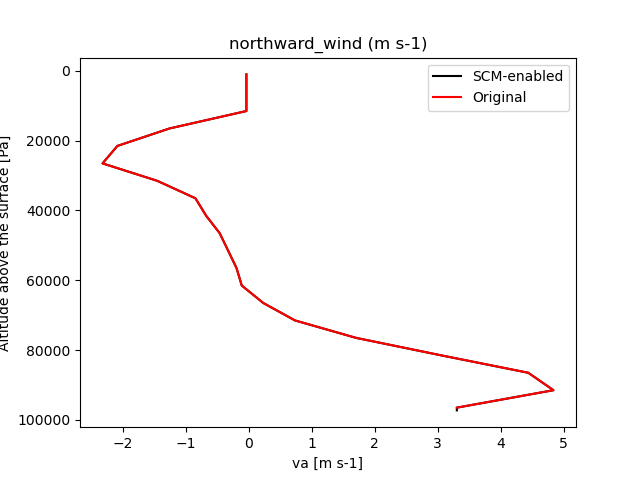 northward_wind (m s-1)
SCM-enabled
Original
0
20000
40000
60000
80000
100000
Altitude above the surface [Pa]
−2
−1
0
1
2
3
4
5
va [m s-1]